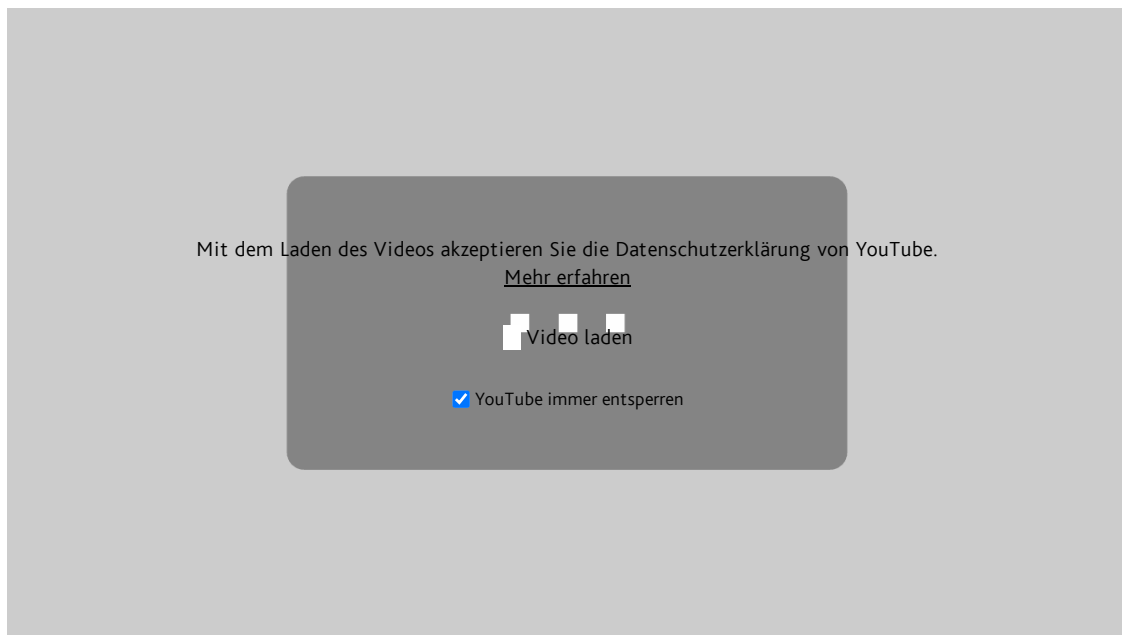 Mit dem Laden des Videos akzeptieren Sie die Datenschutzerklärung von YouTube.
Mehr erfahren
Video laden
YouTube immer entsperren